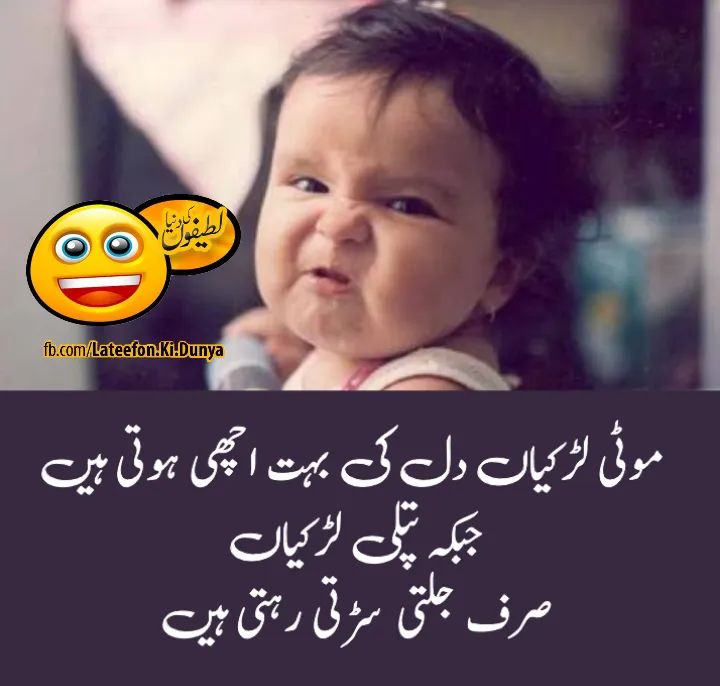 لطیفوں کی دنیا
fb.com/Lateefon.Ki.Dunya
موٹی لڑکیاں دل کی بہت اچھی ہوتی ہیں
جبکہ پتلی لڑکیاں
صرف جلتی سڑتی رہتی ہیں